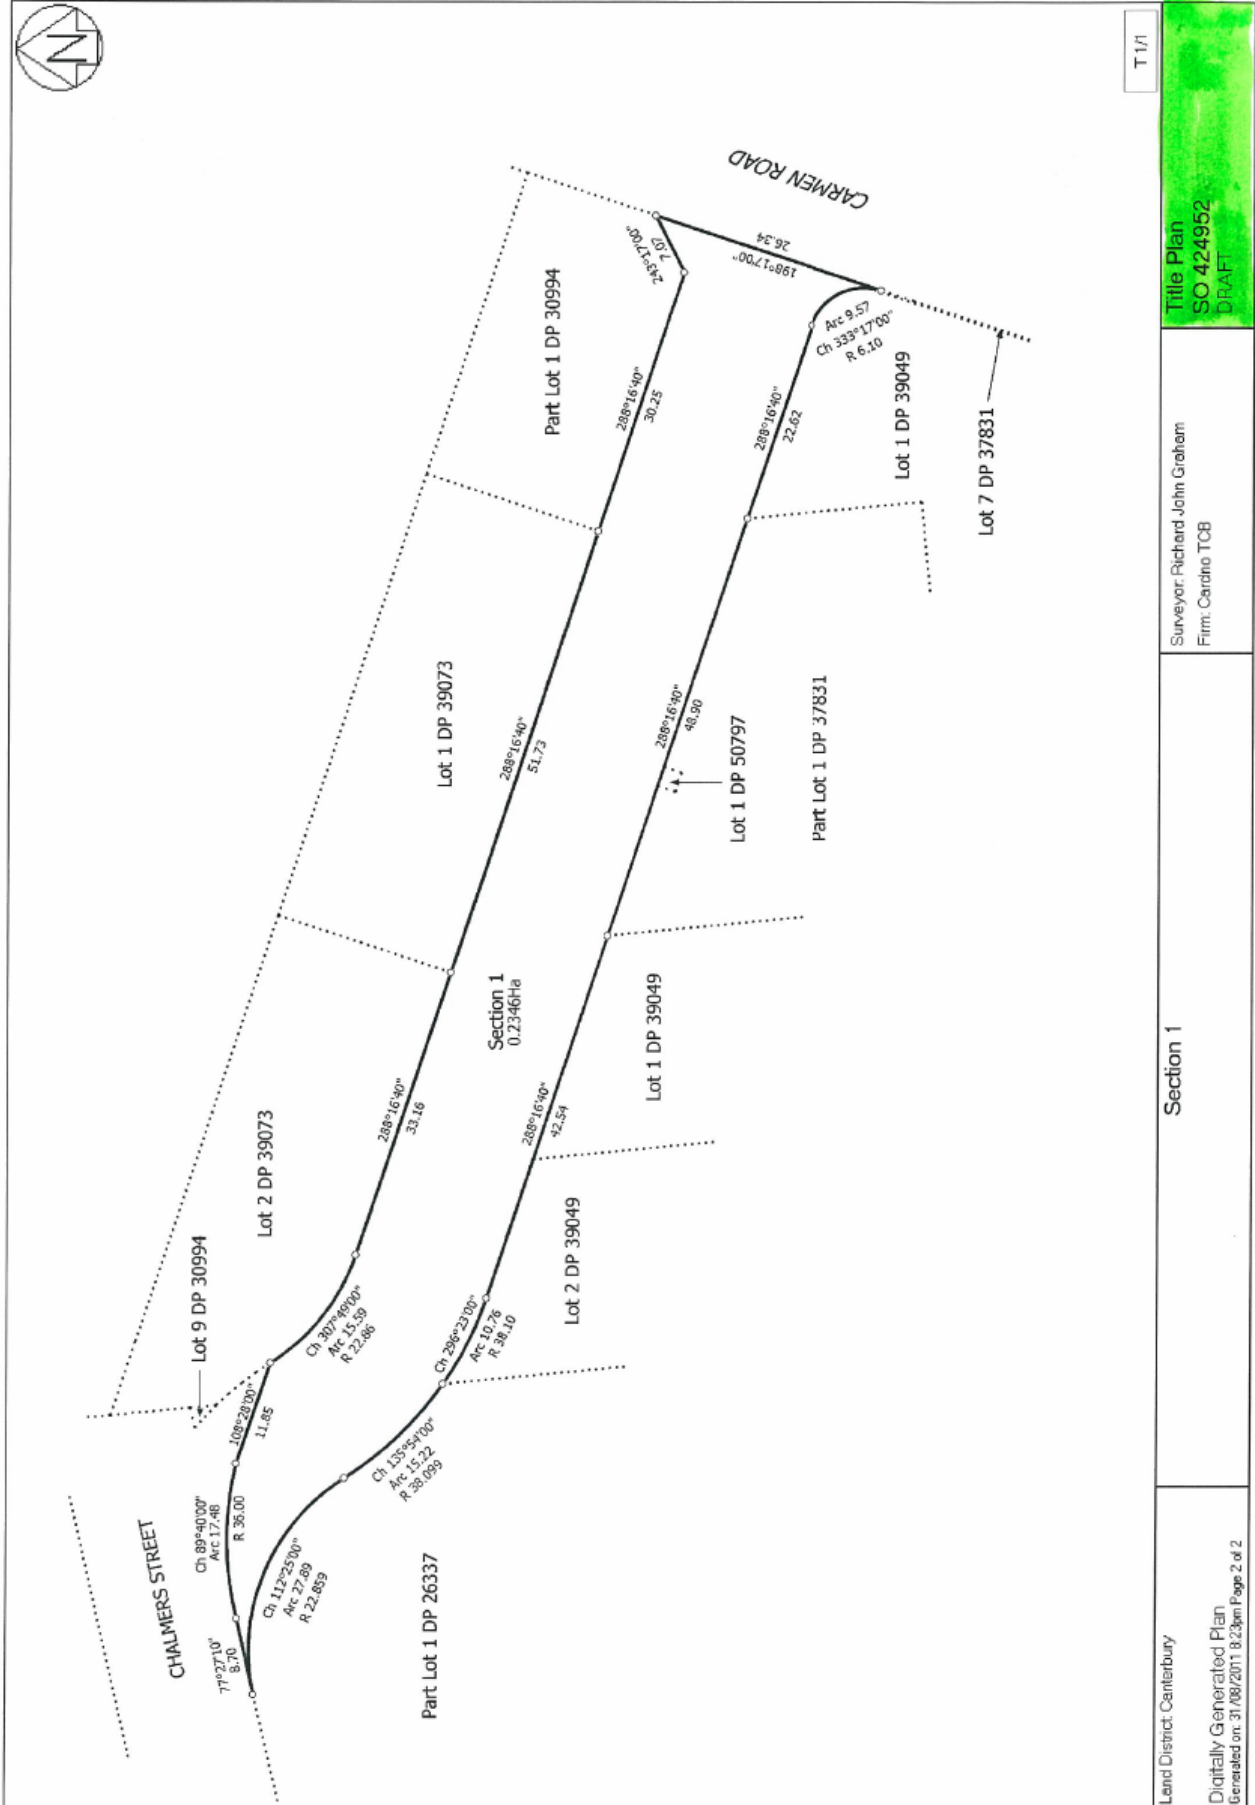 N
T 1/1
CARMEN ROAD
243°17'00"
7.07
198°17'00"
26.34
Part Lot 1 DP 30994
288°16'40"
30.25
Arc 9.57
Ch 333°17'00"
R 6.10
288°16'40"
22.62
Lot 1 DP 39049
Lot 7 DP 37831
Lot 1 DP 39073
288°16'40"
51.73
288°16'40"
48.90
Lot 1 DP 50797
Part Lot 1 DP 37831
Section 1
0.2346Ha
Lot 1 DP 39049
Lot 2 DP 39073
288°16'40"
33.16
288°16'40"
42.54
Lot 2 DP 39049
Lot 9 DP 30994
Ch 307°49'00"
Arc 15.59
R 22.86
Ch 296°23'00"
Arc 10.76
R 38.10
108°28'00"
11.85
Ch 135°54'00"
Arc 15.22
R 38.099
Ch 89°40'00"
Arc 17.48
R 36.00
CHALMERS STREET
Ch 112°25'00"
Arc 27.89
R 22.859
77°27'10"
8.70
Part Lot 1 DP 26337
Land District: Canterbury
Digitally Generated Plan
Generated on: 31/08/2011 8:23pm Page 2 of 2
Section 1
Surveyor: Richard John Graham
Firm: Cardno TCB
Title Plan
SO 424952
DRAFT